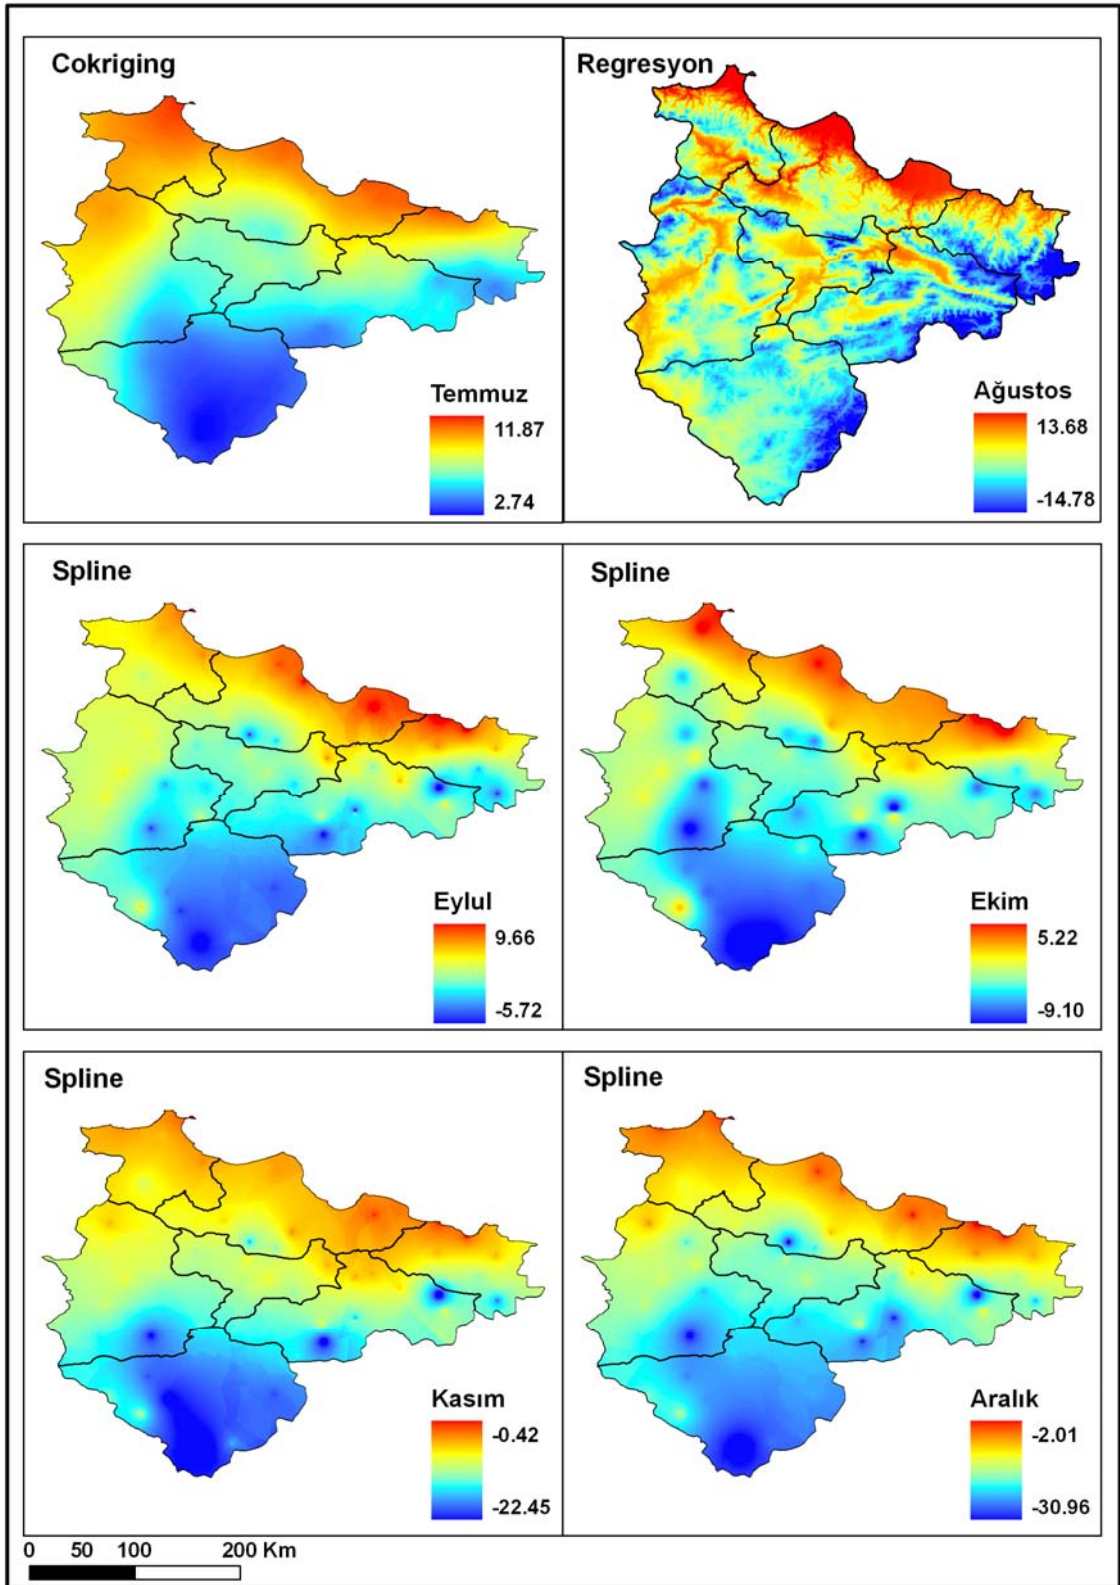 Cokriging
Temmuz
11.87
2.74
Regresyon
Ağustos
13.68
-14.78
Spline
Eylul
9.66
-5.72
Spline
Ekim
5.22
-9.10
Spline
Kasım
-0.42
-22.45
Spline
Aralık
-2.01
-30.96
0 50 100 200 Km